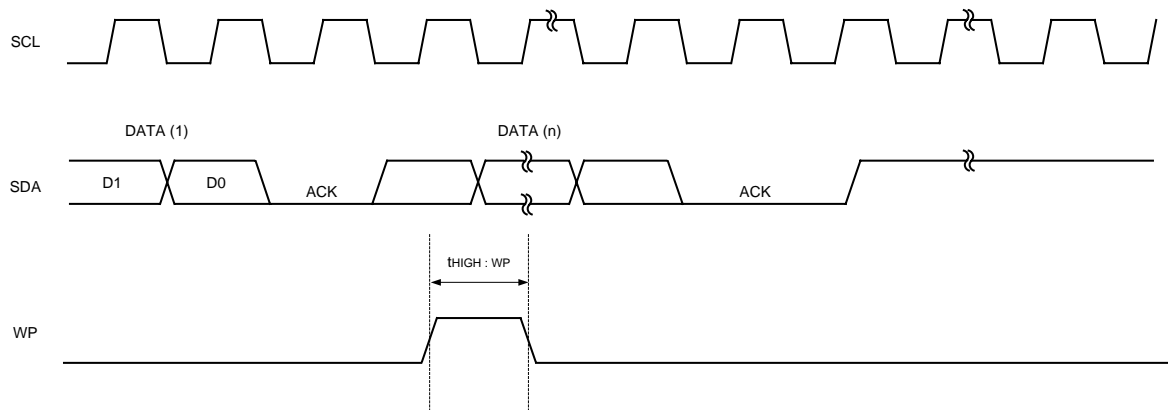 SCL
DATA (1)
DATA (n)
SDA
D1
D0
ACK
ACK
tHIGH : WP
WP